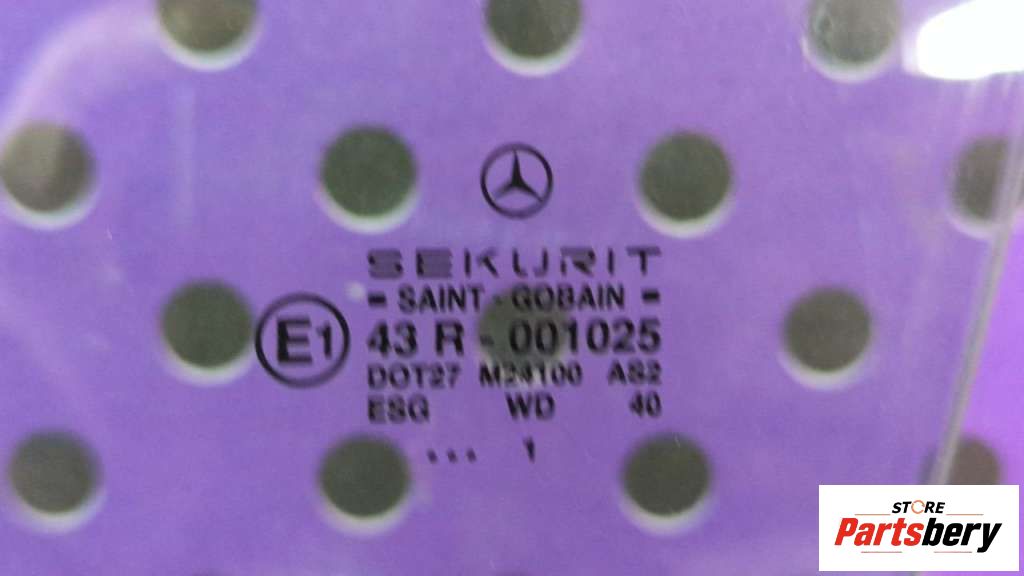 SEKURIT
- SAINT - GOBAIN -
E1
43 R - 001025
DOT27 M24100 AS2
ESG WD 40
... 1
STORE
Partsbery